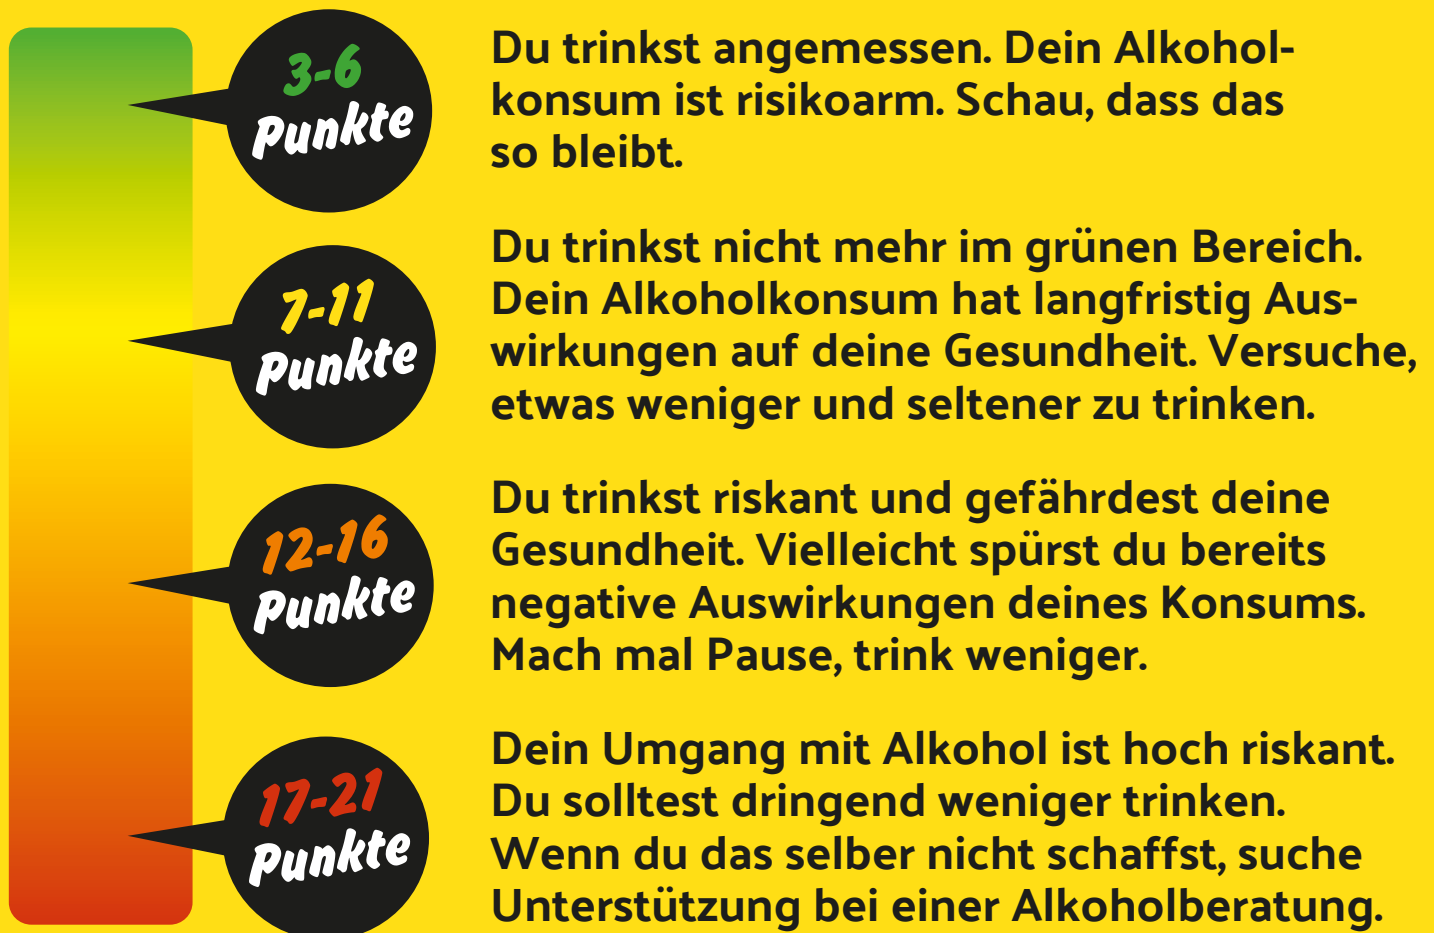 3-6
Punkte
Du trinkst angemessen. Dein Alkohol-
konsum ist risikoarm. Schau, dass das
so bleibt.
7-11
Punkte
Du trinkst nicht mehr im grünen Bereich.
Dein Alkoholkonsum hat langfristig Aus-
wirkungen auf deine Gesundheit. Versuche,
etwas weniger und seltener zu trinken.
12-16
Punkte
Du trinkst riskant und gefährdest deine
Gesundheit. Vielleicht spürst du bereits
negative Auswirkungen deines Konsums.
Mach mal Pause, trink weniger.
17-21
Punkte
Dein Umgang mit Alkohol ist hoch riskant.
Du solltest dringend weniger trinken.
Wenn du das selber nicht schaffst, suche
Unterstützung bei einer Alkoholberatung.